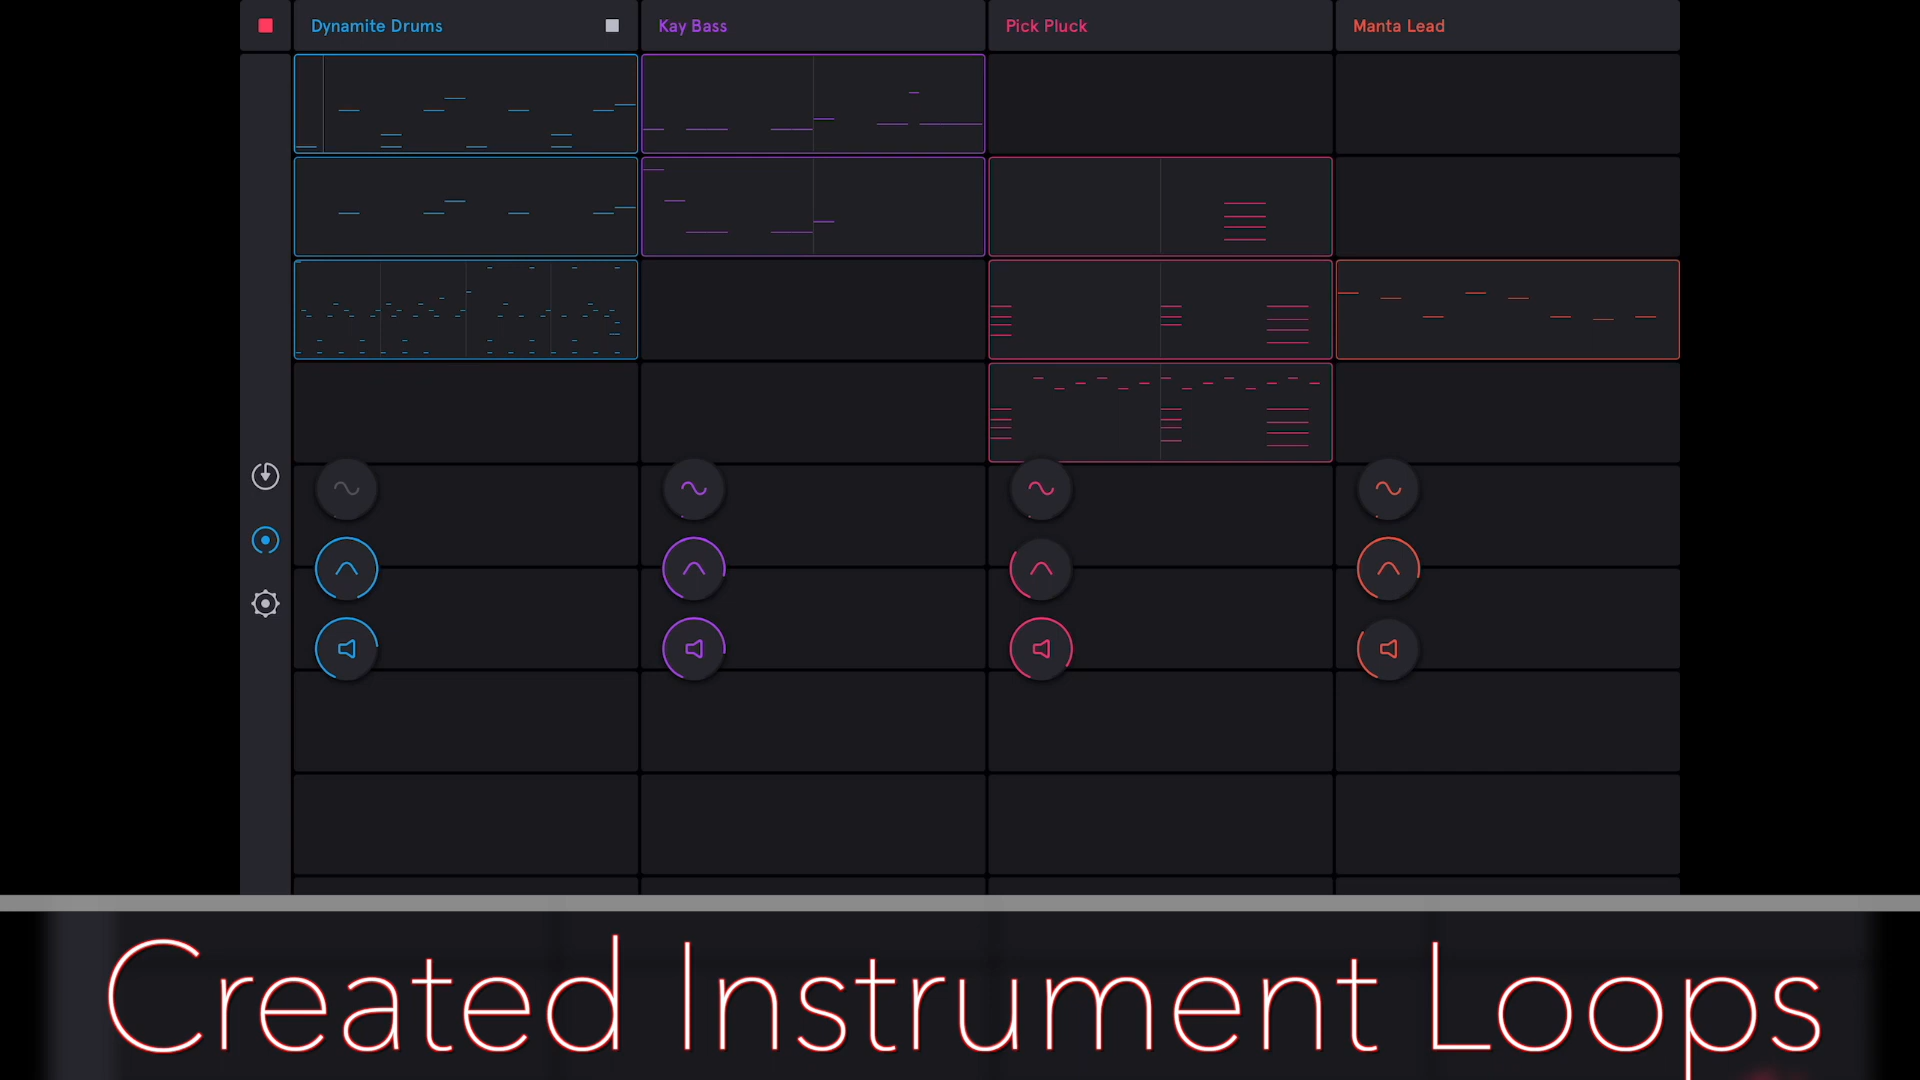 Dynamite Drums
Kay Bass
Pick Pluck
Manta Lead
Created Instrument Loops